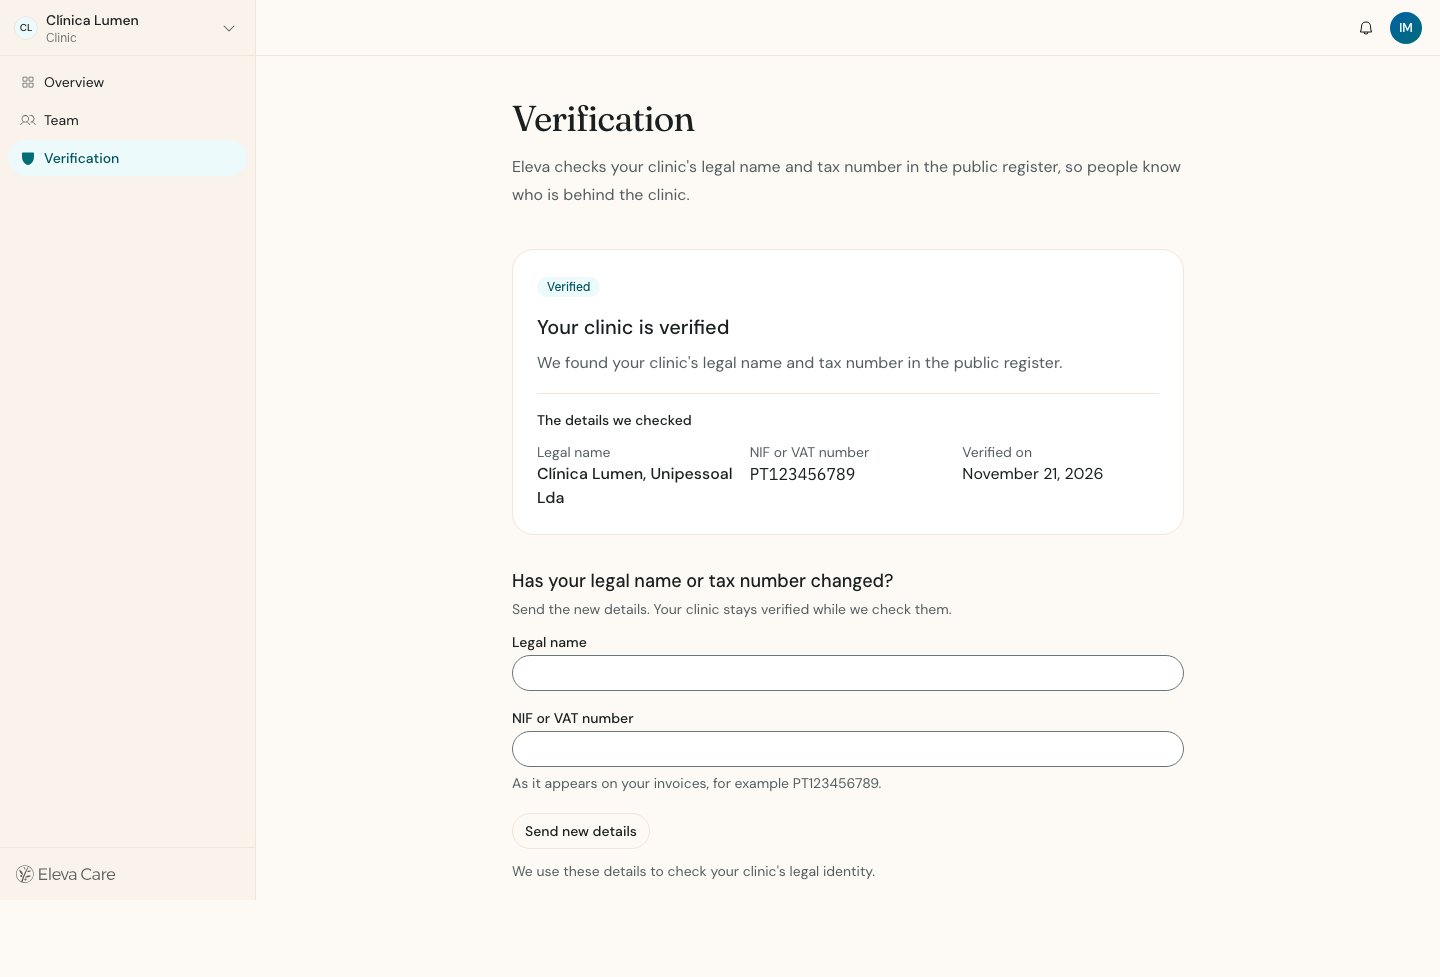 CL
Clínica Lumen
Clinic
IM
Overview
Team
Verification
Verification
Eleva checks your clinic's legal name and tax number in the public register, so people know
who is behind the clinic.
Verified
Your clinic is verified
We found your clinic's legal name and tax number in the public register.
The details we checked
Legal name
Clínica Lumen, Unipessoal
Lda
NIF or VAT number
PT123456789
Verified on
November 21, 2026
Has your legal name or tax number changed?
Send the new details. Your clinic stays verified while we check them.
Legal name
NIF or VAT number
As it appears on your invoices, for example PT123456789.
Send new details
We use these details to check your clinic's legal identity.
Eleva Care